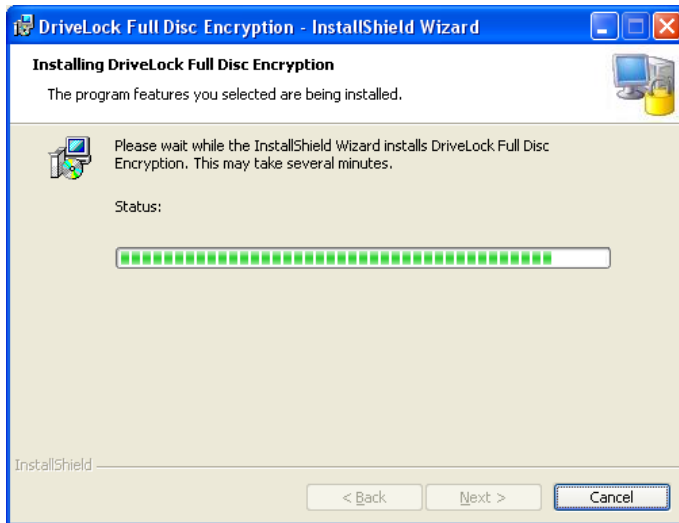 DriveLock Full Disc Encryption - InstallShield Wizard
Installing DriveLock Full Disc Encryption
The program features you selected are being installed.
Please wait while the InstallShield Wizard installs DriveLock Full Disc
Encryption. This may take several minutes.
Status:
InstallShield
< Back
Next >
Cancel